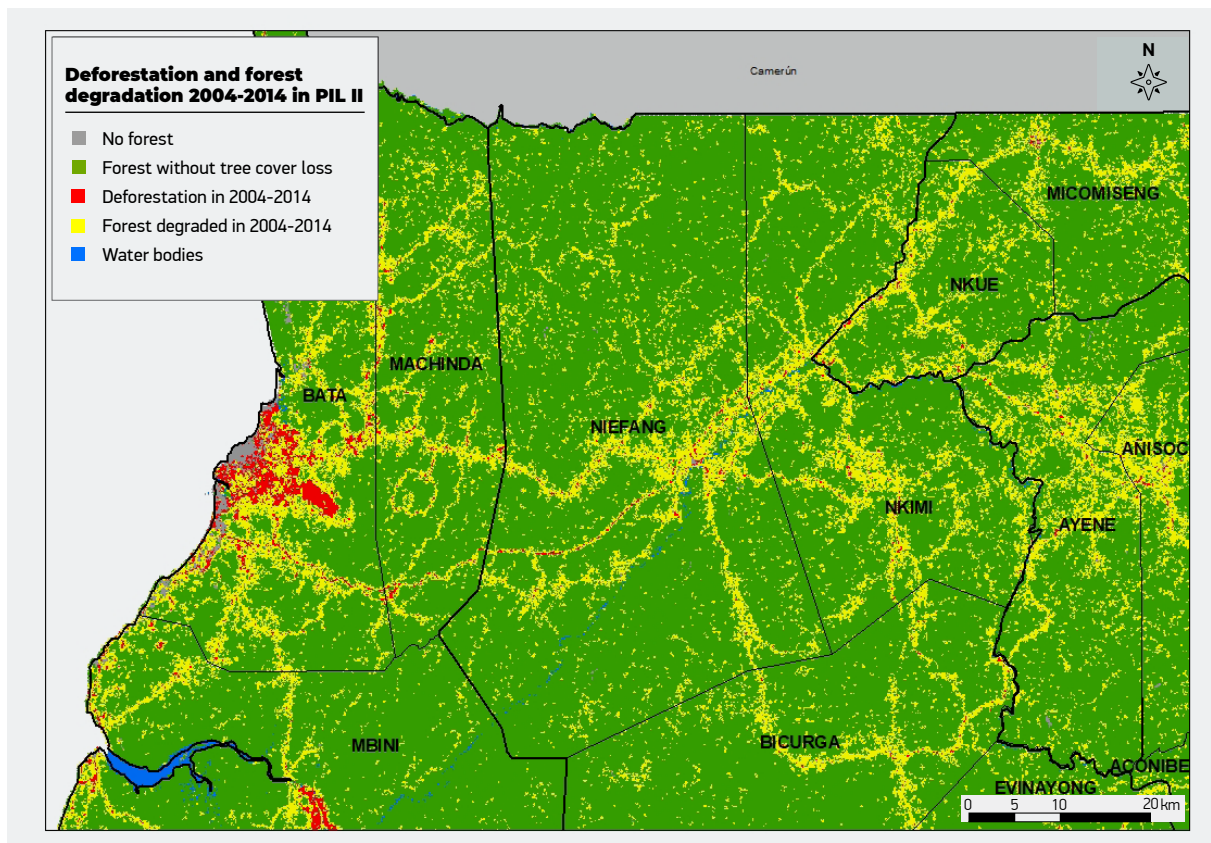 Deforestation and forest
degradation 2004-2014 in PIL II
No forest
Forest without tree cover loss
Deforestation in 2004-2014
Forest degraded in 2004-2014
Water bodies
Camerún
N
MICOMISENG
NKUE
MACHINDA
BATA
NIEFANG
AÑISOC
NKIMI
AYENE
MBINI
BICURGA
ACONIBE
EVINAYONG
0 5 10 20 km